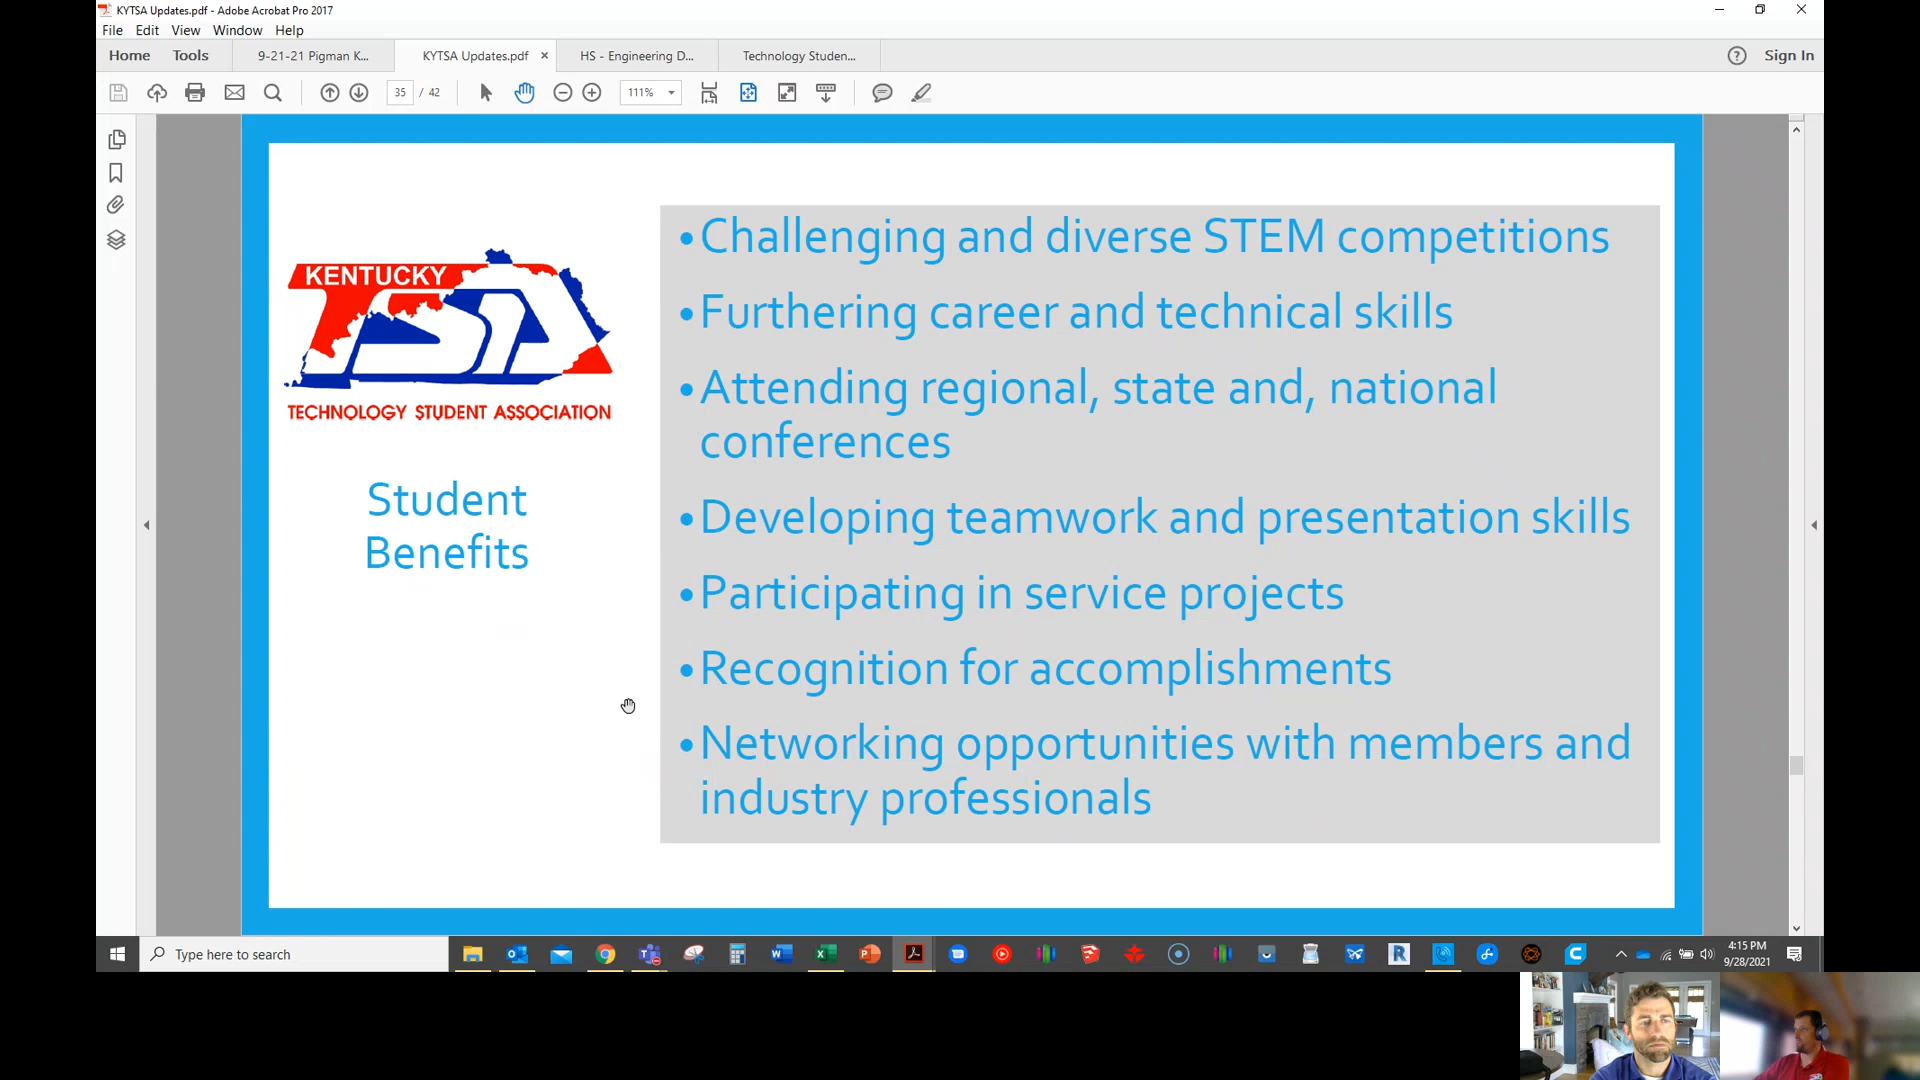 KYTSA Updates.pdf - Adobe Acrobat Pro 2017
File Edit View Window Help
Home Tools 9-21-21 Pigman K... KYTSA Updates.pdf × HS - Engineering D... Technology Studen... Sign In
35 / 42 111%
KENTUCKY
TSA
TECHNOLOGY STUDENT ASSOCIATION
Student
Benefits
•Challenging and diverse STEM competitions
•Furthering career and technical skills
•Attending regional, state and, national
conferences
•Developing teamwork and presentation skills
•Participating in service projects
•Recognition for accomplishments
•Networking opportunities with members and
industry professionals
Type here to search
4:15 PM
9/28/2021